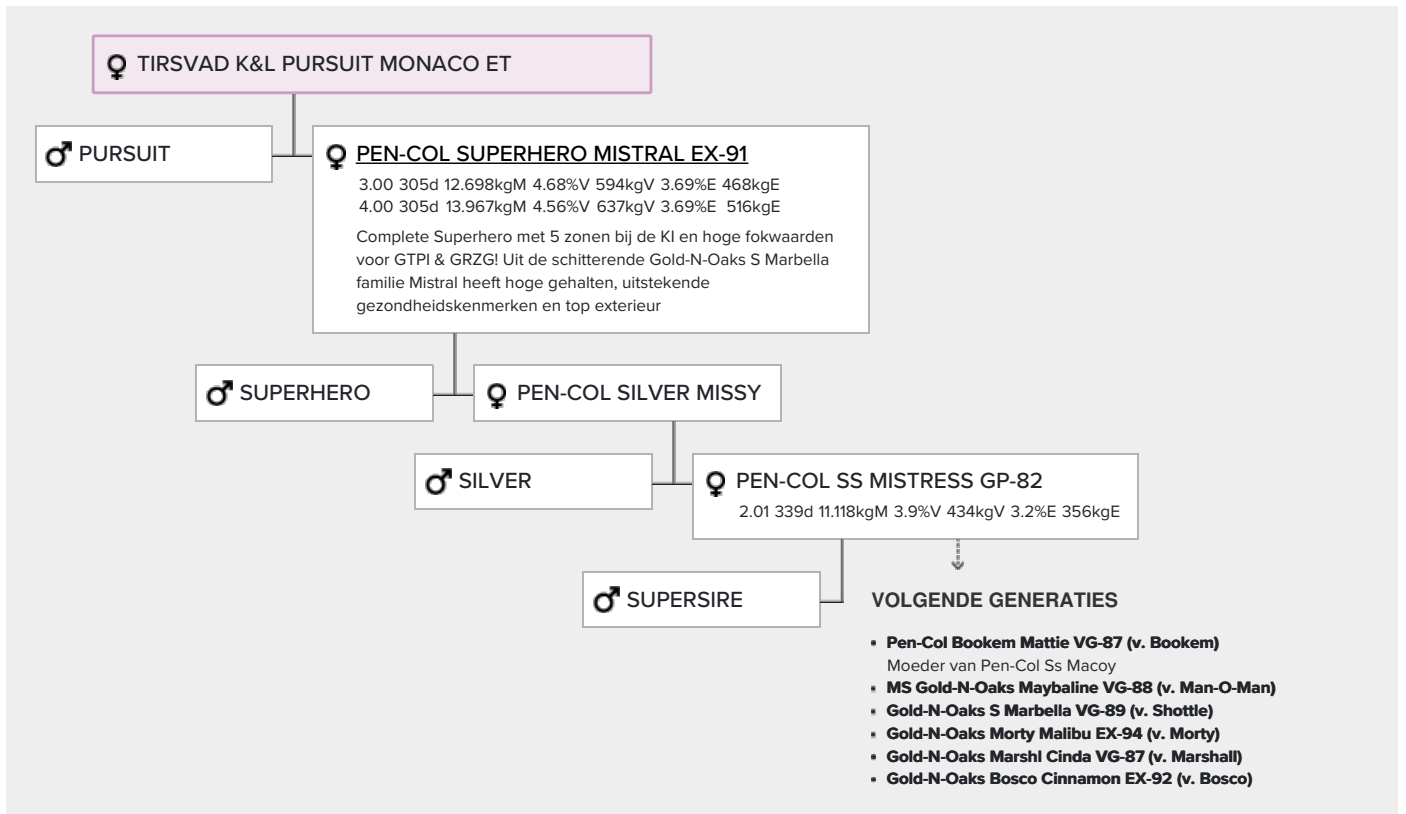 TIRSVAD K&L PURSUIT MONACO ET
PURSUIT
PEN-COL SUPERHERO MISTRAL EX-91
3.00 305d 12.698kgM 4.68%V 594kgV 3.69%E 468kgE
4.00 305d 13.967kgM 4.56%V 637kgV 3.69%E 516kgE
Complete Superhero met 5 zonen bij de KI en hoge fokwaarden
voor GTPI & GRZG! Uit de schitterende Gold-N-Oaks S Marbella
familie Mistral heeft hoge gehalten, uitstekende
gezondheidskenmerken en top exterieur
SUPERHERO
PEN-COL SILVER MISSY
SILVER
PEN-COL SS MISTRESS GP-82
2.01 339d 11.118kgM 3.9%V 434kgV 3.2%E 356kgE
SUPERSIRE
VOLGENDE GENERATIES
Pen-Col Bookem Mattie VG-87 (v. Bookem)
Moeder van Pen-Col Ss Macoy
MS Gold-N-Oaks Maybaline VG-88 (v. Man-O-Man)
Gold-N-Oaks S Marbella VG-89 (v. Shottle)
Gold-N-Oaks Morty Malibu EX-94 (v. Morty)
Gold-N-Oaks Marshl Cinda VG-87 (v. Marshall)
Gold-N-Oaks Bosco Cinnamon EX-92 (v. Bosco)